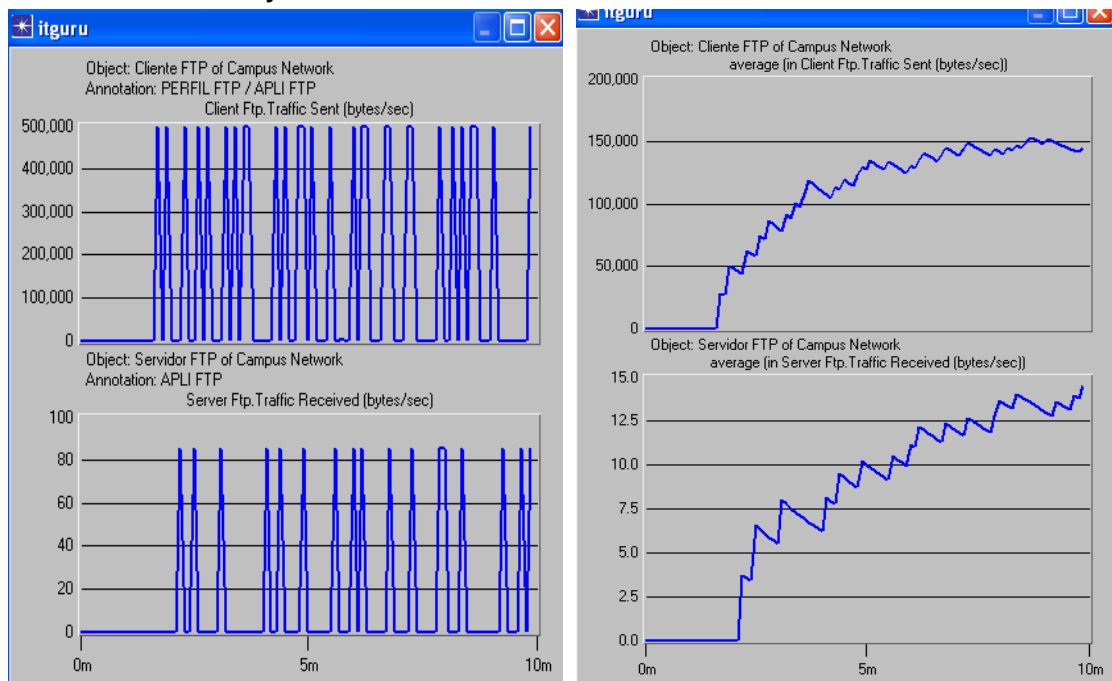 itguru
Object: Cliente FTP of Campus Network
Annotation: PERFIL FTP / APLI FTP
Client Ftp.Traffic Sent (bytes/sec)
500,000
400,000
300,000
200,000
100,000
0
Object: Servidor FTP of Campus Network
Annotation: APLI FTP
Server Ftp.Traffic Received (bytes/sec)
100
80
60
40
20
0
0m 5m 10m
itguru
Object: Cliente FTP of Campus Network
average (in Client Ftp.Traffic Sent (bytes/sec))
200,000
150,000
100,000
50,000
0
Object: Servidor FTP of Campus Network
average (in Server Ftp.Traffic Received (bytes/sec))
15.0
12.5
10.0
7.5
5.0
2.5
0.0
0m 5m 10m